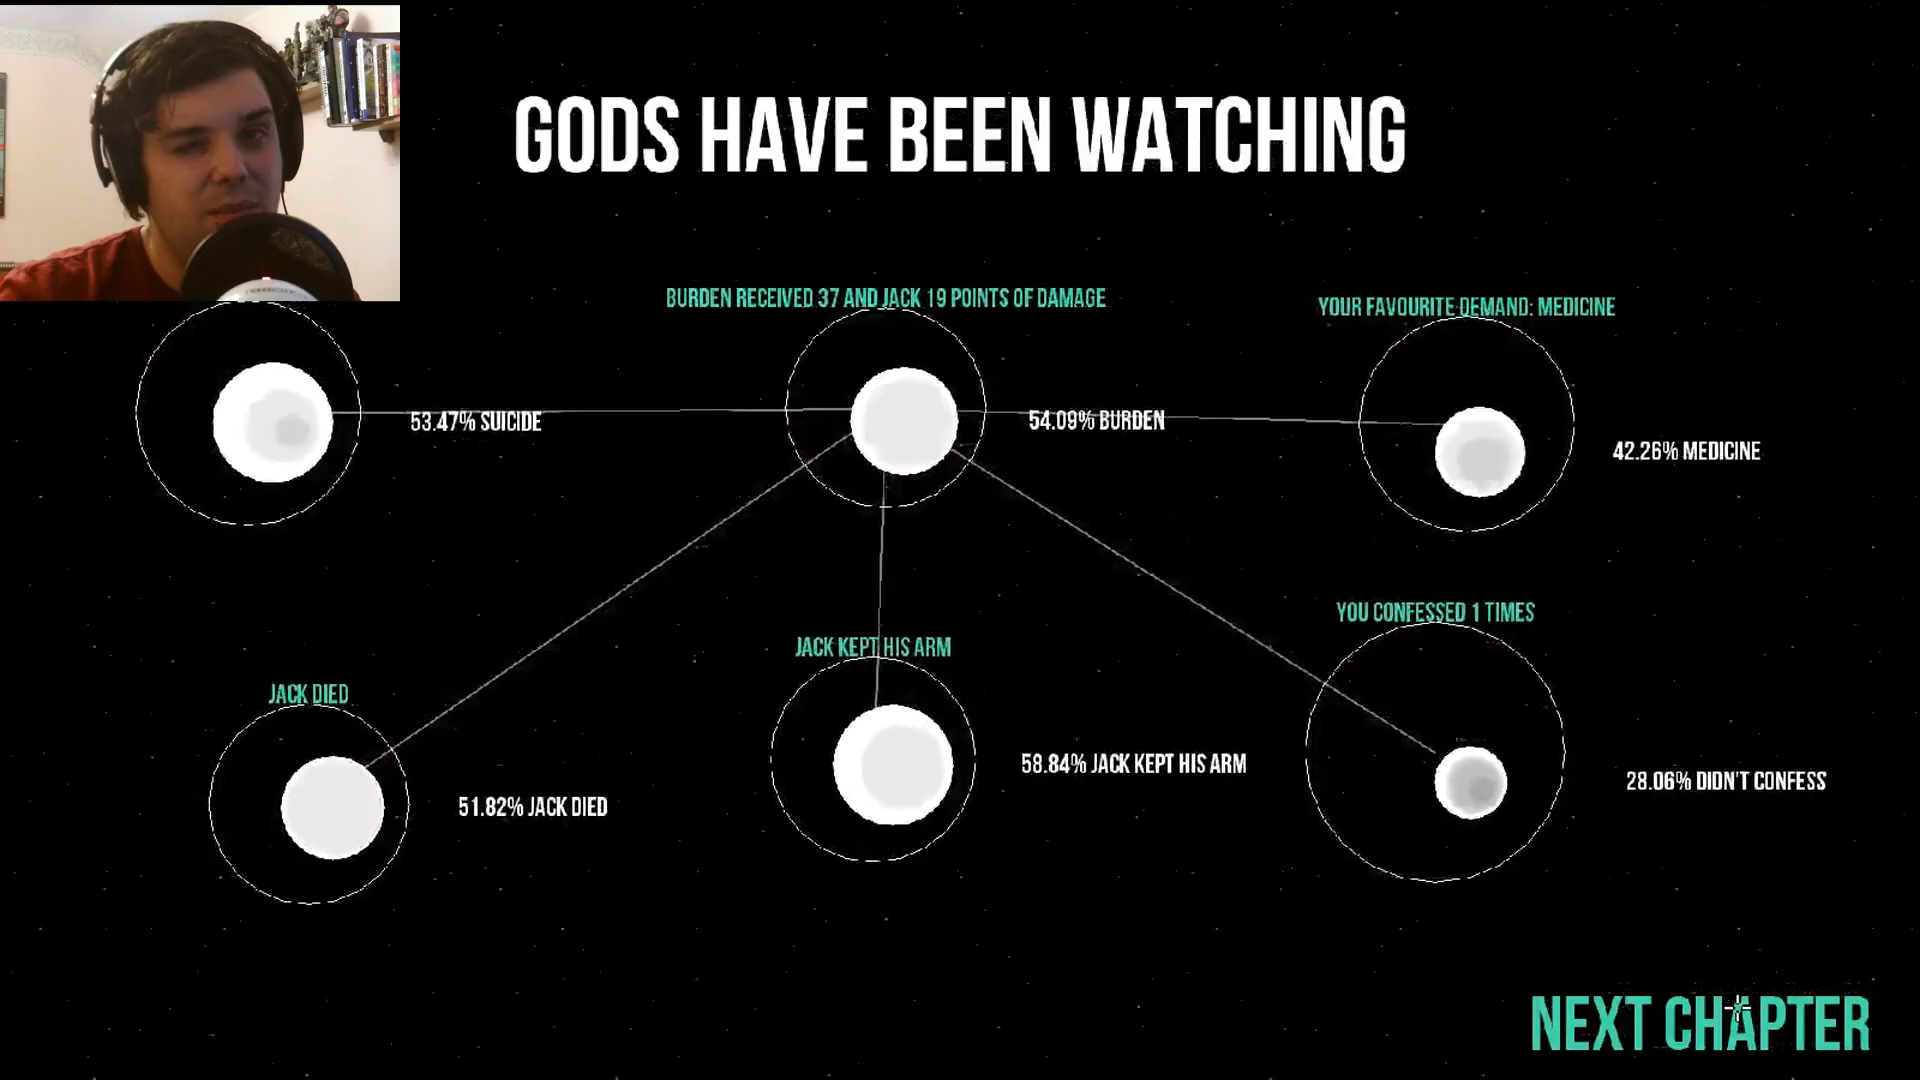 GODS HAVE BEEN WATCHING
BURDEN RECEIVED 37 AND JACK 19 POINTS OF DAMAGE
YOUR FAVOURITE DEMAND: MEDICINE
53.47% SUICIDE
54.09% BURDEN
42.26% MEDICINE
YOU CONFESSED 1 TIMES
JACK KEPT HIS ARM
JACK DIED
58.84% JACK KEPT HIS ARM
28.06% DIDN'T CONFESS
51.82% JACK DIED
NEXT CHAPTER